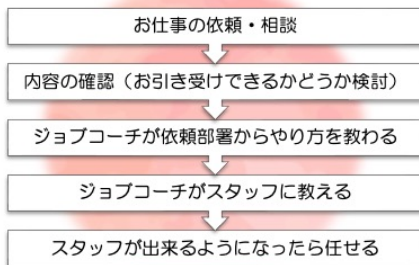 お仕事の依頼・相談
内容の確認（お引き受けできるかどうか検討）
ジョブコーチが依頼部署からやり方を教わる
ジョブコーチがスタッフに教える
スタッフが出来るようになったら任せる